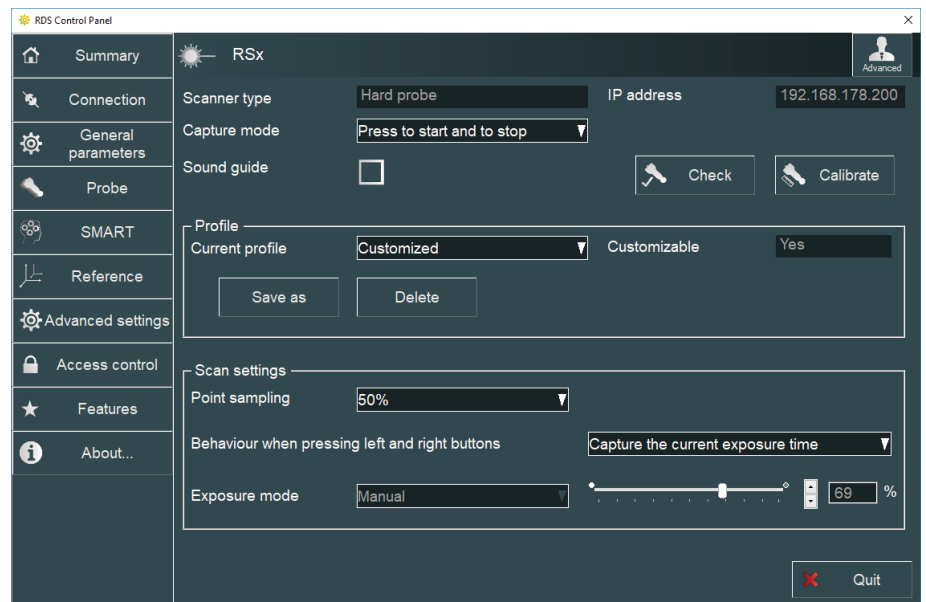 RDS Control Panel
Summary
Connection
General
parameters
Probe
SMART
Reference
Advanced settings
Access control
Features
About...
RSx
Advanced
Scanner type
Hard probe
IP address
192.168.178.200
Capture mode
Press to start and to stop
Sound guide
Check
Calibrate
Profile
Current profile
Customized
Customizable
Yes
Save as
Delete
Scan settings
Point sampling
50%
Behaviour when pressing left and right buttons
Capture the current exposure time
Exposure mode
Manual
69 %
Quit